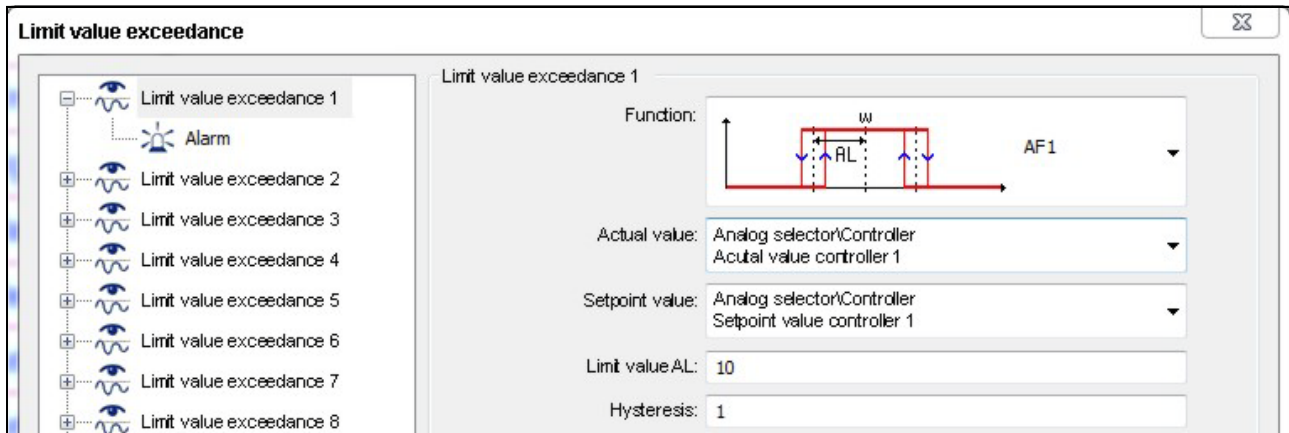 Limit value exceedance
Limit value exceedance 1
Alarm
Limit value exceedance 2
Limit value exceedance 3
Limit value exceedance 4
Limit value exceedance 5
Limit value exceedance 6
Limit value exceedance 7
Limit value exceedance 8
Limit value exceedance 1
Function:
w
AL
AF1
Actual value:
Analog selector\Controller
Acutal value controller 1
Setpoint value:
Analog selector\Controller
Setpoint value controller 1
Limit value AL: 10
Hysteresis: 1